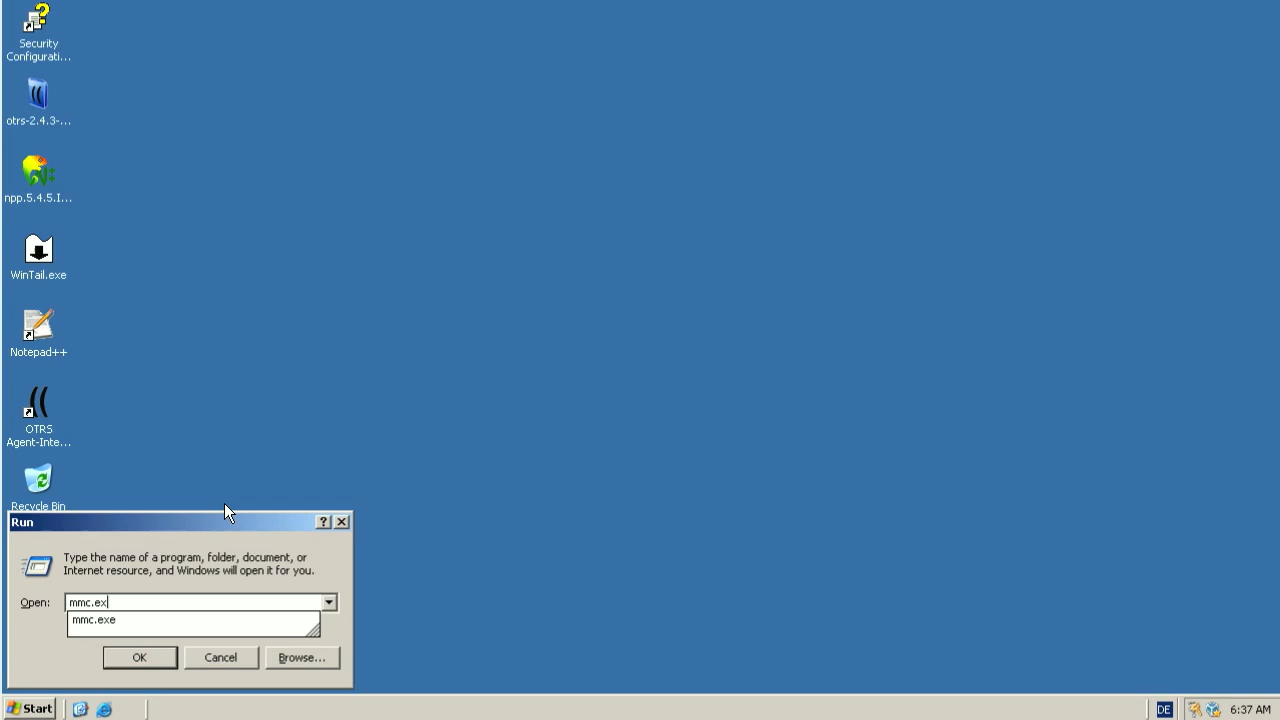 Security
Configurati...
otrs-2.4.3-...
npp.5.4.5.I...
WinTail.exe
Notepad++
OTRS
Agent-Inte...
Recycle Bin
Run
Type the name of a program, folder, document, or
Internet resource, and Windows will open it for you.
Open:
mmc.ex
mmc.exe
OK
Cancel
Browse...
Start
DE
6:37 AM